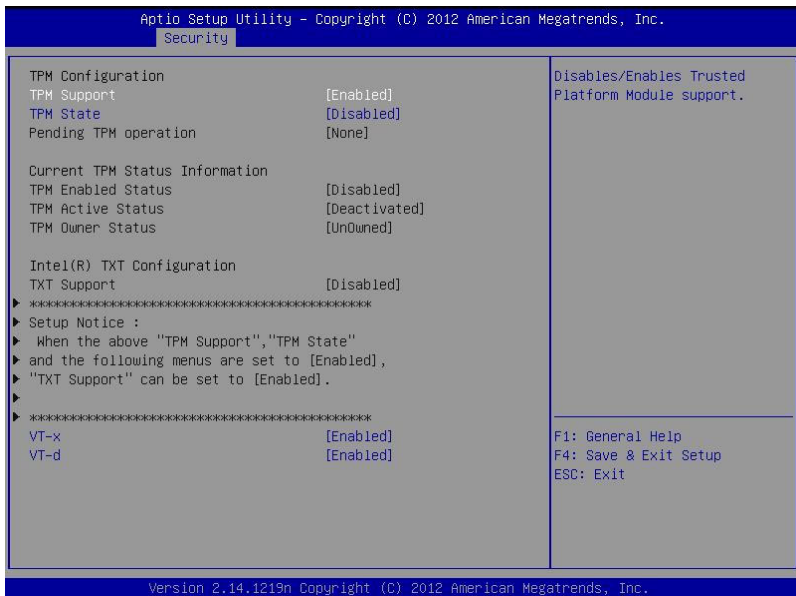 Aptio Setup Utility – Copyright (C) 2012 American Megatrends, Inc.
Security
TPM Configuration
TPM Support [Enabled]
TPM State [Disabled]
Pending TPM operation [None]
Current TPM Status Information
TPM Enabled Status [Disabled]
TPM Active Status [Deactivated]
TPM Owner Status [UnOwned]
Intel(R) TXT Configuration
TXT Support [Disabled]
***********************************************
Setup Notice :
When the above "TPM Support","TPM State"
and the following menus are set to [Enabled],
"TXT Support" can be set to [Enabled].
***********************************************
VT-x [Enabled]
VT-d [Enabled]
Disables/Enables Trusted
Platform Module support.
F1: General Help
F4: Save & Exit Setup
ESC: Exit
Version 2.14.1219n Copyright (C) 2012 American Megatrends, Inc.